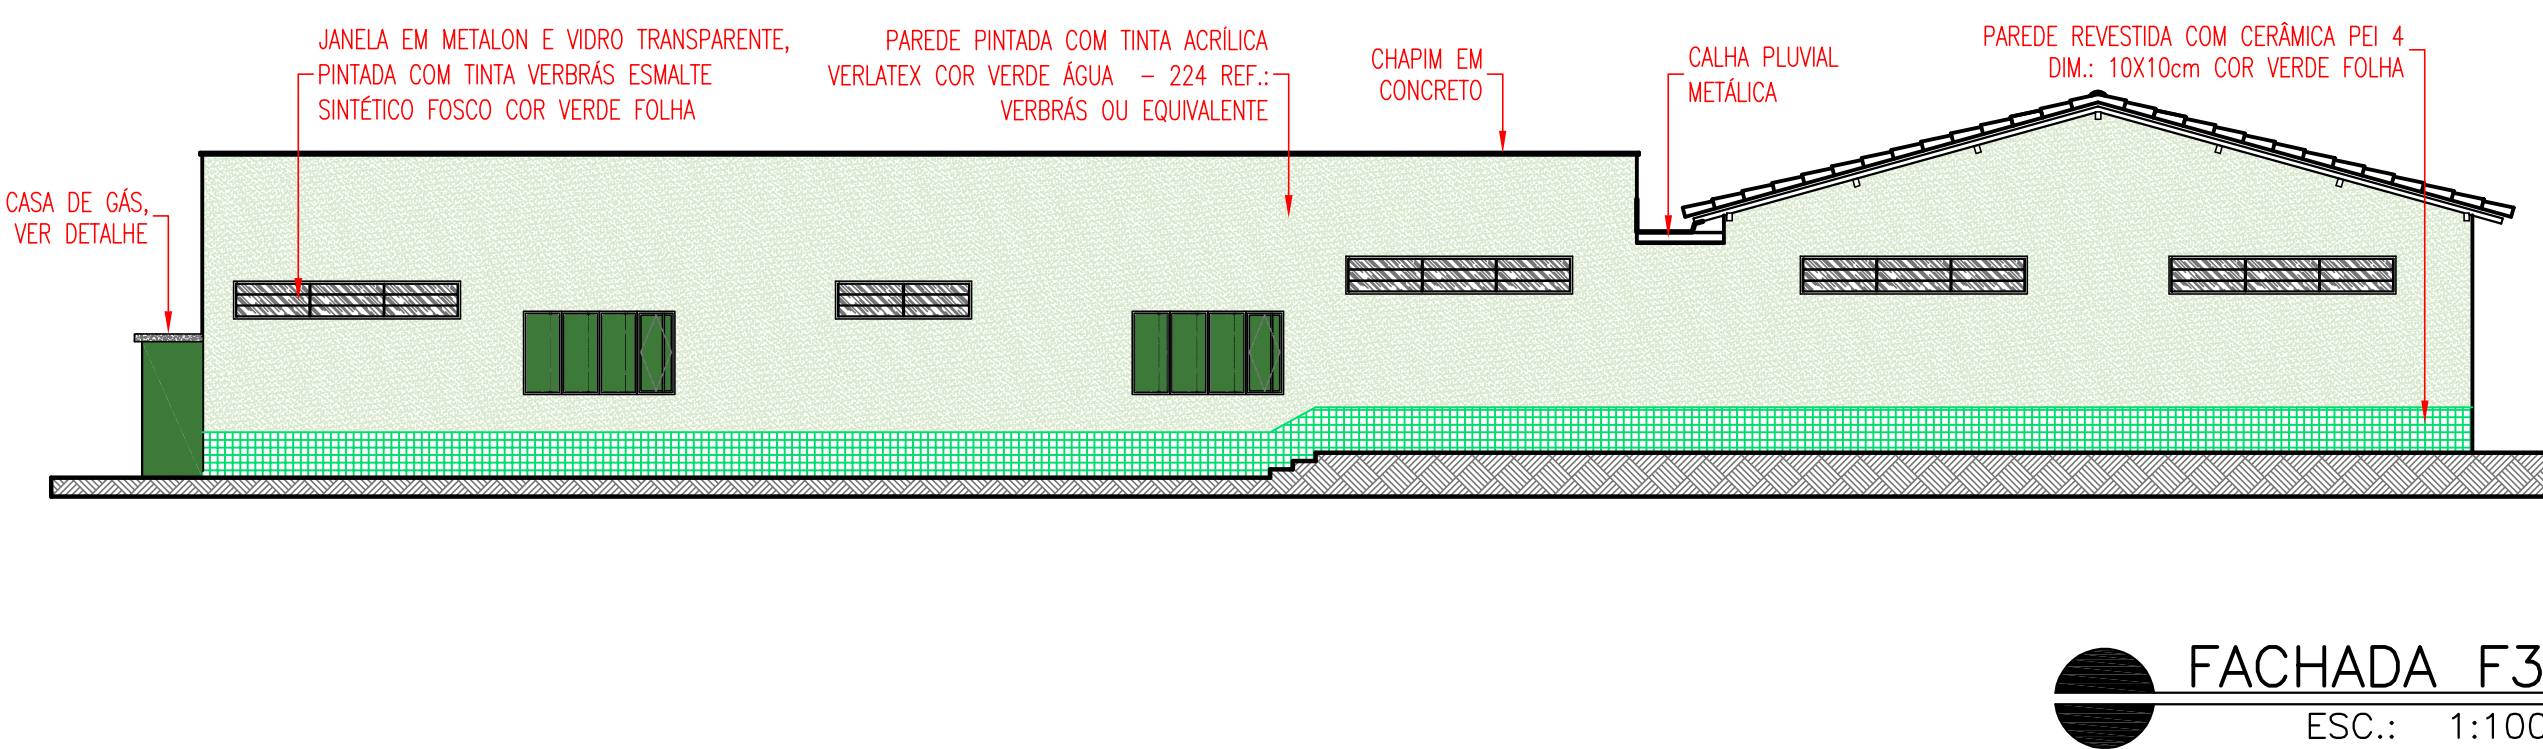 JANELA EM METALON E VIDRO TRANSPARENTE,
PINTADA COM TINTA VERBRÁS ESMALTE
SINTÉTICO FOSCO COR VERDE FOLHA
PAREDE PINTADA COM TINTA ACRÍLICA
VERLATEX COR VERDE ÁGUA - 224 REF.:
VERBRÁS OU EQUIVALENTE
CHAPIM EM
CONCRETO
CALHA PLUVIAL
METÁLICA
PAREDE REVESTIDA COM CERÂMICA PEI 4
DIM.: 10X10cm COR VERDE FOLHA
CASA DE GÁS,
VER DETALHE
FACHADA F3
ESC.: 1:100